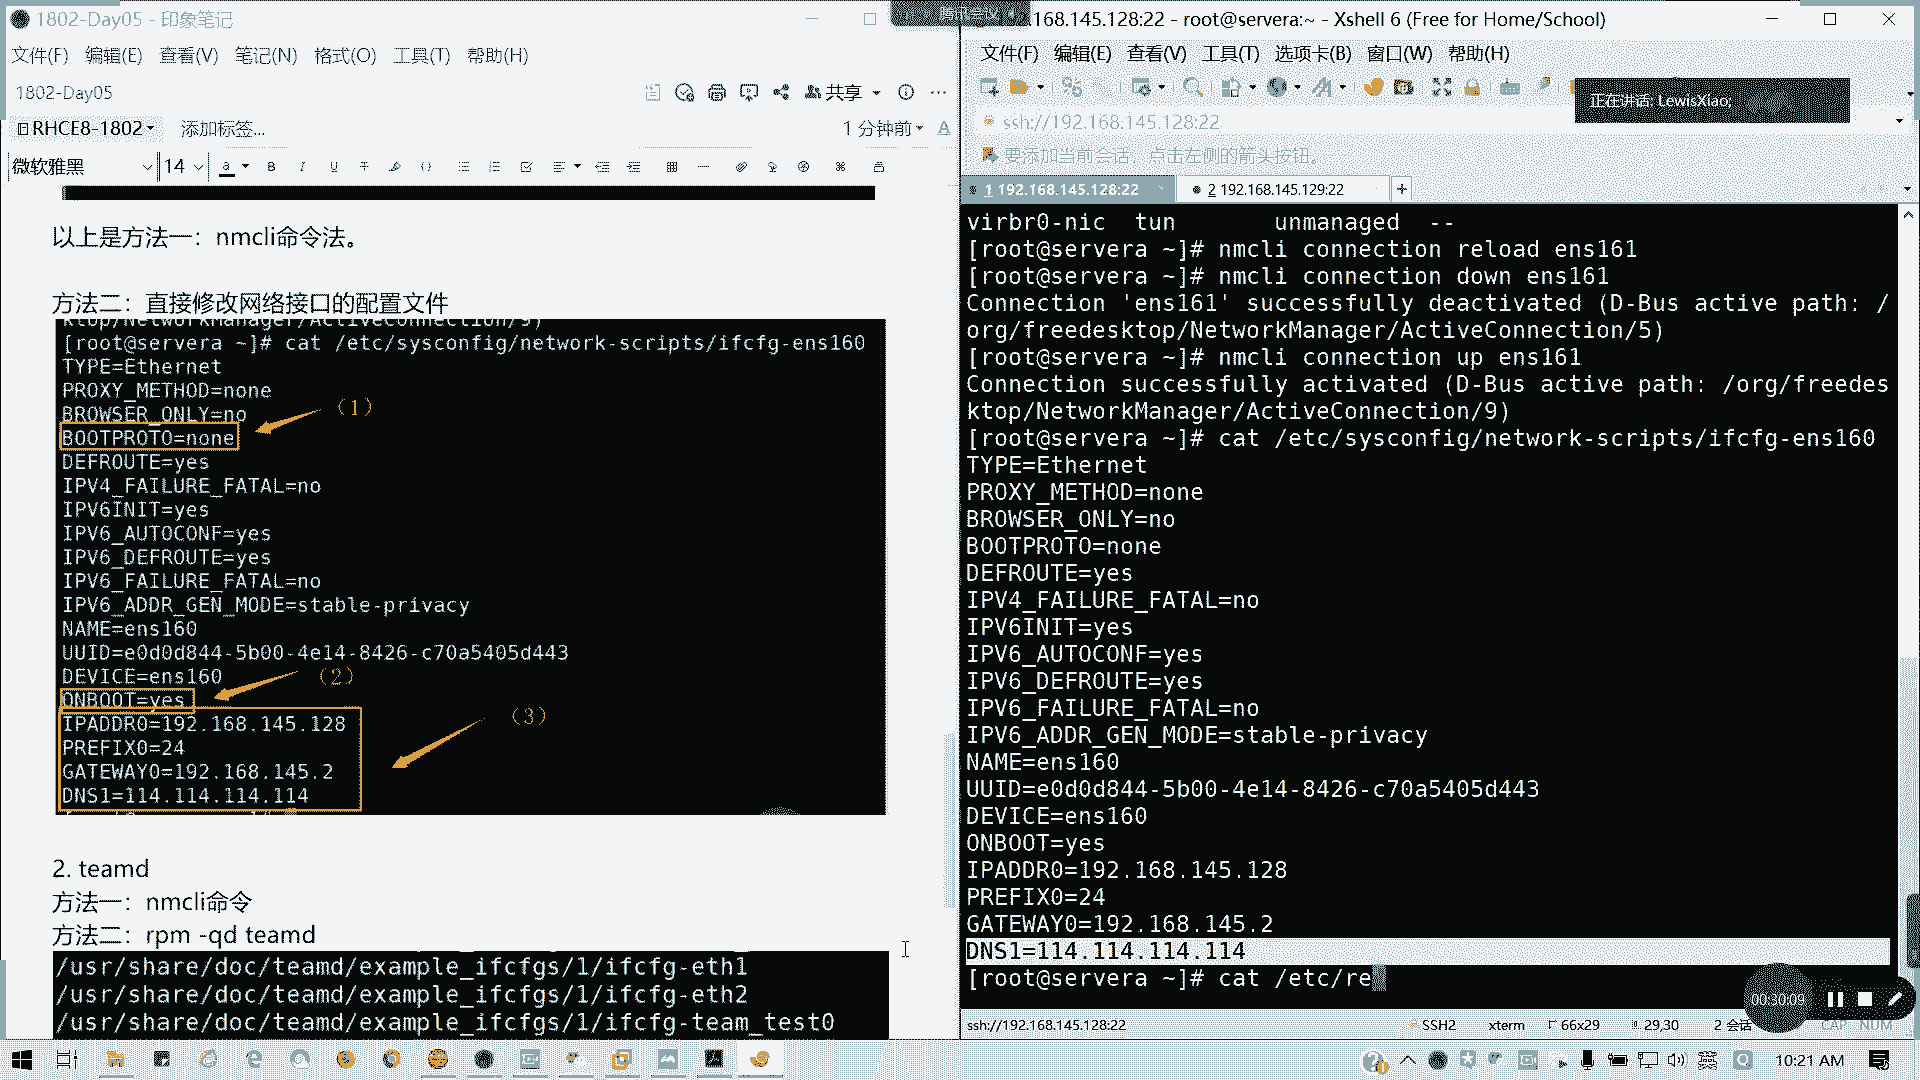 1802-Day05 - 印象笔记
文件(F) 编辑(E) 查看(V) 笔记(N) 格式(O) 工具(T) 帮助(H)
1802-Day05
共享
RHCE8-1802 添加标签...
1 分钟前
微软雅黑 14
以上是方法一：nmcli命令法。
方法二：直接修改网络接口的配置文件
[root@servera ~]# cat /etc/sysconfig/network-scripts/ifcfg-ens160
TYPE=Ethernet
PROXY_METHOD=none
BROWSER_ONLY=no
（1）
BOOTPROTO=none
DEFROUTE=yes
IPV4_FAILURE_FATAL=no
IPV6INIT=yes
IPV6_AUTOCONF=yes
IPV6_DEFROUTE=yes
IPV6_FAILURE_FATAL=no
IPV6_ADDR_GEN_MODE=stable-privacy
NAME=ens160
UUID=e0d0d844-5b00-4e14-8426-c70a5405d443
DEVICE=ens160
（2）
ONBOOT=yes
（3）
IPADDR0=192.168.145.128
PREFIX0=24
GATEWAY0=192.168.145.2
DNS1=114.114.114.114
2. teamd
方法一：nmcli命令
方法二：rpm -qd teamd
/usr/share/doc/teamd/example_ifcfgs/1/ifcfg-eth1
/usr/share/doc/teamd/example_ifcfgs/1/ifcfg-eth2
/usr/share/doc/teamd/example_ifcfgs/1/ifcfg-team_test0
168.145.128:22 - root@servera:~ - Xshell 6 (Free for Home/School)
文件(F) 编辑(E) 查看(V) 工具(T) 选项卡(B) 窗口(W) 帮助(H)
正在讲话: LewisXiao;
ssh://192.168.145.128:22
要添加当前会话，点击左侧的箭头按钮。
1 192.168.145.128:22
2 192.168.145.129:22
virbr0-nic tun unmanaged --
[root@servera ~]# nmcli connection reload ens161
[root@servera ~]# nmcli connection down ens161
Connection 'ens161' successfully deactivated (D-Bus active path: /
org/freedesktop/NetworkManager/ActiveConnection/5)
[root@servera ~]# nmcli connection up ens161
Connection successfully activated (D-Bus active path: /org/freedes
ktop/NetworkManager/ActiveConnection/9)
[root@servera ~]# cat /etc/sysconfig/network-scripts/ifcfg-ens160
TYPE=Ethernet
PROXY_METHOD=none
BROWSER_ONLY=no
BOOTPROTO=none
DEFROUTE=yes
IPV4_FAILURE_FATAL=no
IPV6INIT=yes
IPV6_AUTOCONF=yes
IPV6_DEFROUTE=yes
IPV6_FAILURE_FATAL=no
IPV6_ADDR_GEN_MODE=stable-privacy
NAME=ens160
UUID=e0d0d844-5b00-4e14-8426-c70a5405d443
DEVICE=ens160
ONBOOT=yes
IPADDR0=192.168.145.128
PREFIX0=24
GATEWAY0=192.168.145.2
DNS1=114.114.114.114
[root@servera ~]# cat /etc/re
00:30:09
ssh://192.168.145.128:22 SSH2 xterm 66x29 29,30 2 会话 CAP NUM
英
10:21 AM